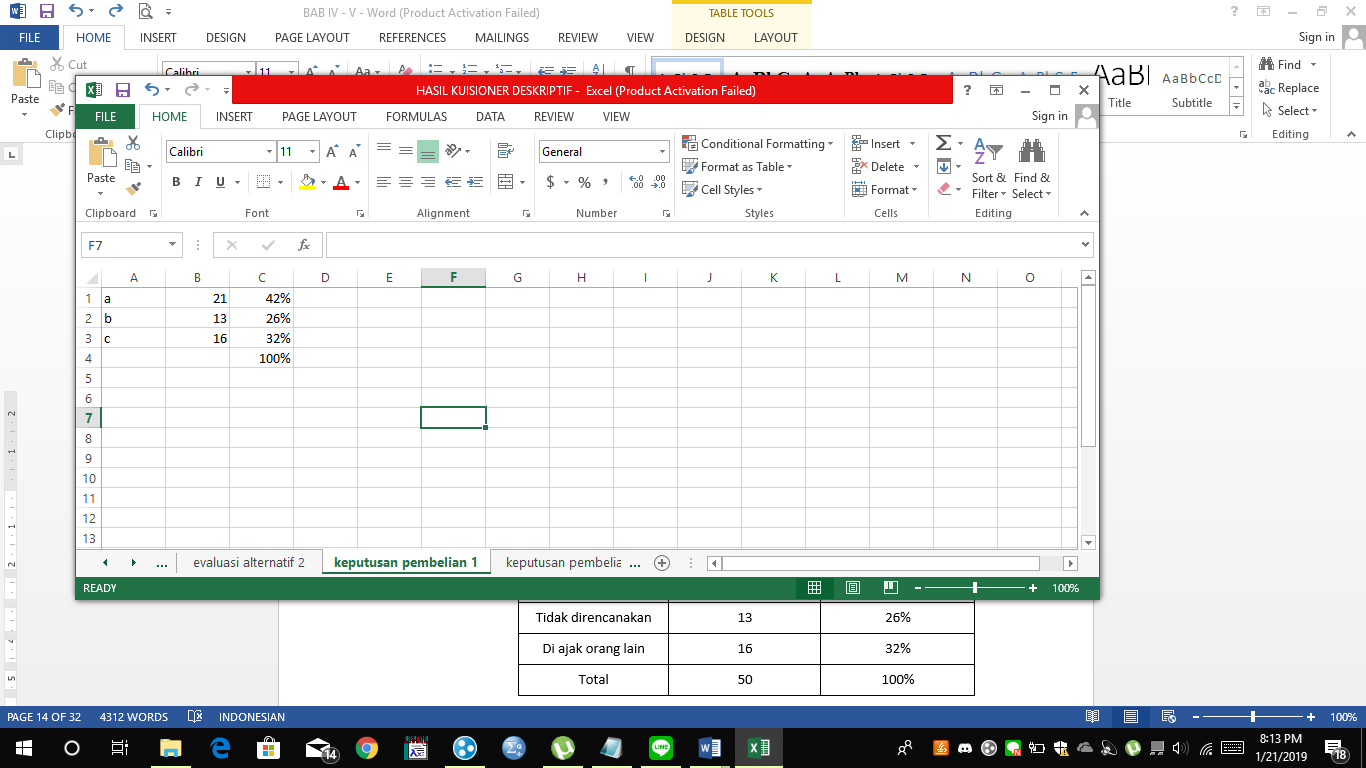 BAB IV - V - Word (Product Activation Failed)
TABLE TOOLS
FILE HOME INSERT DESIGN PAGE LAYOUT REFERENCES MAILINGS REVIEW VIEW DESIGN LAYOUT Sign in
Paste
Cut
Calibri 11
Title
Subtitle
AaBbCcD
Find
Replace
Select
Editing
HASIL KUISIONER DESKRIPTIF - Excel (Product Activation Failed)
FILE HOME INSERT PAGE LAYOUT FORMULAS DATA REVIEW VIEW Sign in
Paste
Calibri 11
B I U
General
$ % ,
Conditional Formatting
Format as Table
Cell Styles
Insert
Delete
Format
Sort & Filter
Find & Select
Clipboard Font Alignment Number Styles Cells Editing
F7 fx
A B C D E F G H I J K L M N O
1 a 21 42%
2 b 13 26%
3 c 16 32%
4 100%
5
6
7
8
9
10
11
12
13
... evaluasi alternatif 2 keputusan pembelian 1 keputusan pembelia ...
READY 100%
Tidak direncanakan 13 26%
Di ajak orang lain 16 32%
Total 50 100%
PAGE 14 OF 32 4312 WORDS INDONESIAN 100%
14
LINE
8:13 PM
1/21/2019
18